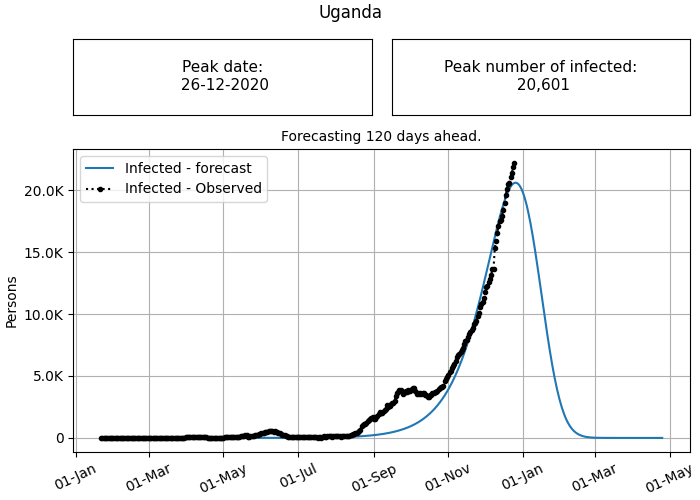 Uganda
Peak date:
26-12-2020
Peak number of infected:
20,601
Forecasting 120 days ahead.
Infected - forecast
Infected - Observed
20.0K
15.0K
10.0K
5.0K
0
Persons
01-Jan
01-Mar
01-May
01-Jul
01-Sep
01-Nov
01-Jan
01-Mar
01-May